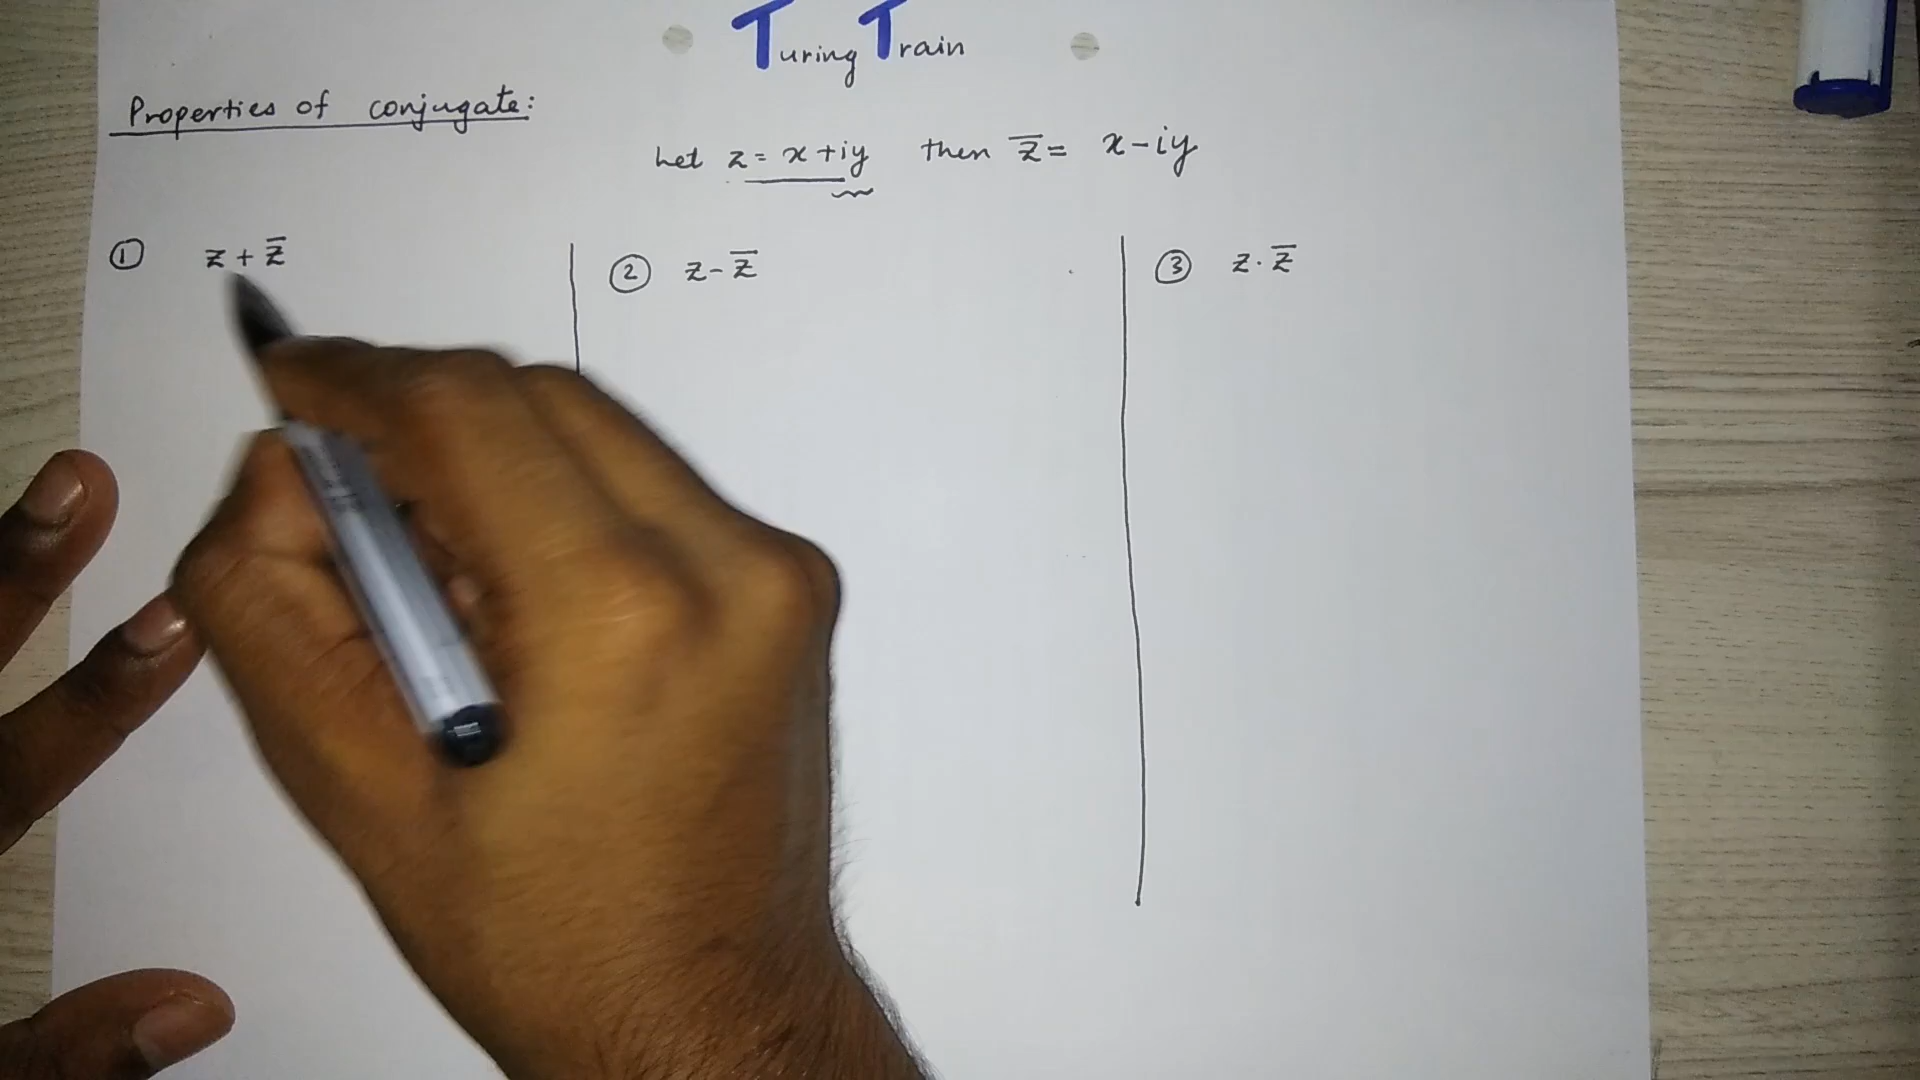 Turing Train
Properties of conjugate:
Let z = x + iy then z̅ = x - iy
① z + z̅
② z - z̅
③ z · z̅